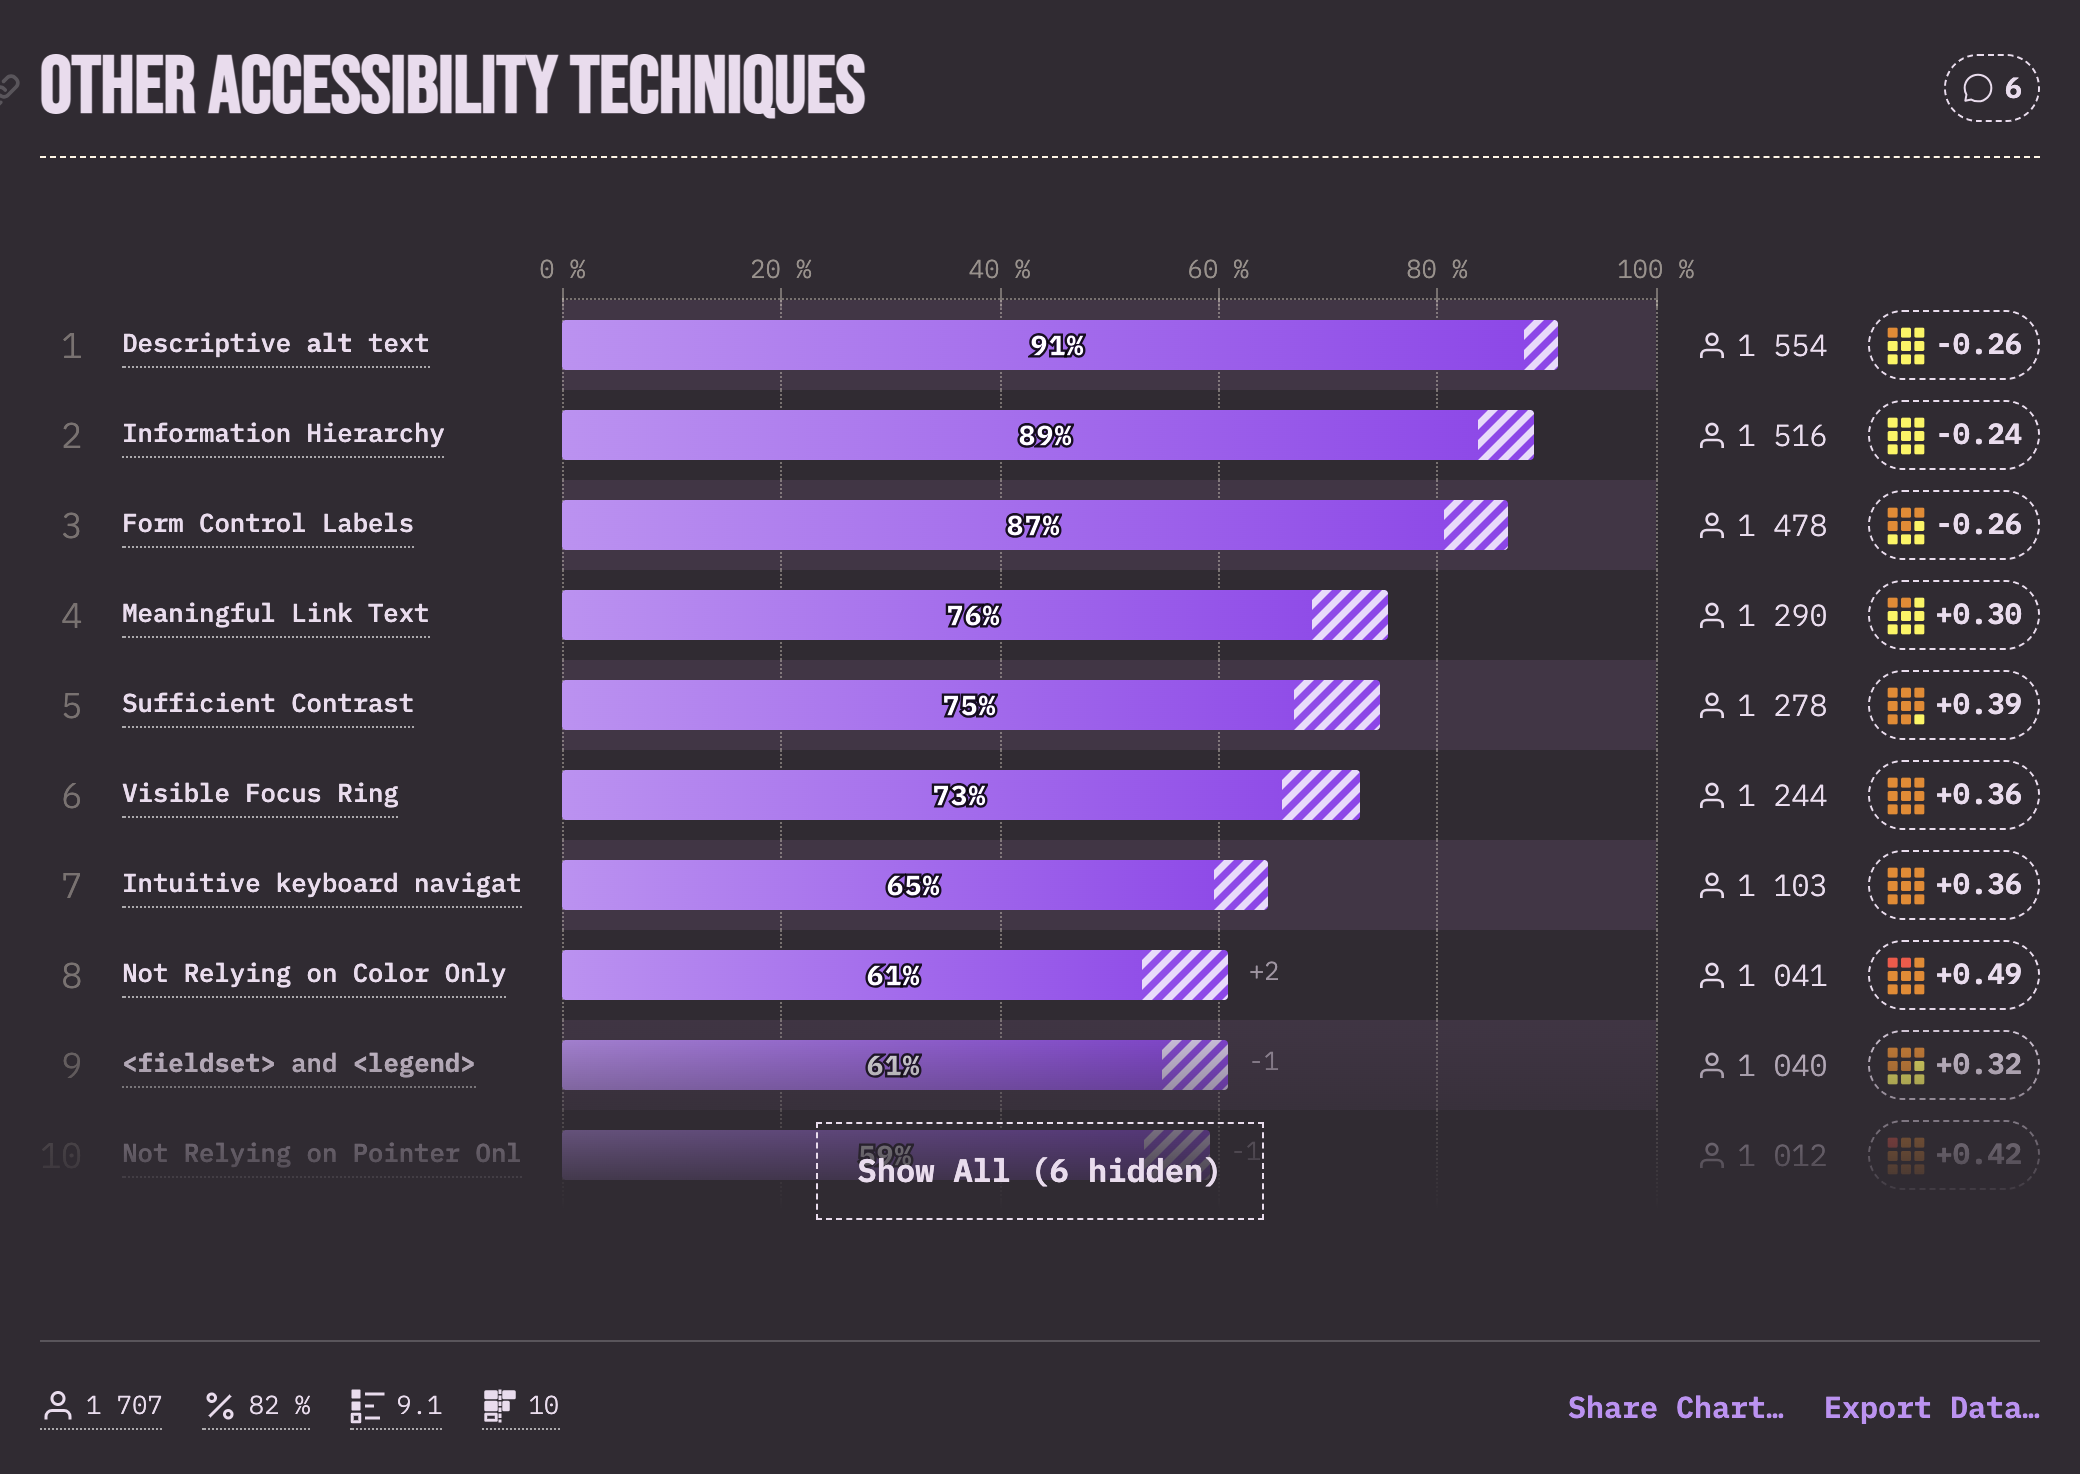 OTHER ACCESSIBILITY TECHNIQUES
6
0 % 20 % 40 % 60 % 80 % 100 %
1 Descriptive alt text 91% 1 554 -0.26
2 Information Hierarchy 89% 1 516 -0.24
3 Form Control Labels 87% 1 478 -0.26
4 Meaningful Link Text 76% 1 290 +0.30
5 Sufficient Contrast 75% 1 278 +0.39
6 Visible Focus Ring 73% 1 244 +0.36
7 Intuitive keyboard navigat 65% 1 103 +0.36
8 Not Relying on Color Only 61% +2 1 041 +0.49
9 <fieldset> and <legend> 61% -1 1 040 +0.32
10 Not Relying on Pointer Onl 59% -1 1 012 +0.42
Show All (6 hidden)
1 707 % 82 % 9.1 10
Share Chart… Export Data…